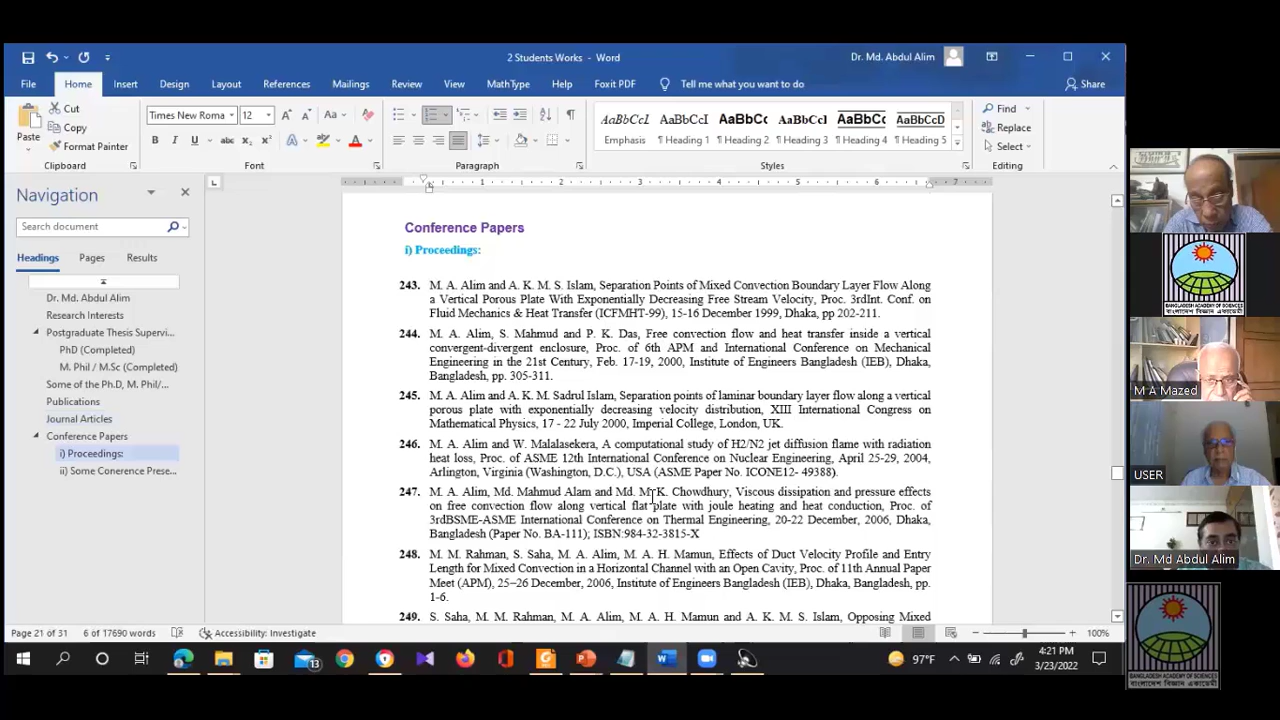 2 Students Works - Word
Dr. Md. Abdul Alim
File Home Insert Design Layout References Mailings Review View MathType Help Foxit PDF Tell me what you want to do Share
Cut
Copy
Format Painter
Paste
Clipboard
Times New Roma 12
Font
Paragraph
AaBbCcI AaBbCcI AaBbCc AaBbCcI AaBbCc AaBbCcD
Emphasis ¶ Heading 1 ¶ Heading 2 ¶ Heading 3 ¶ Heading 4 ¶ Heading 5
Styles
Find
Replace
Select
Editing
Navigation
Search document
Headings Pages Results
Dr. Md. Abdul Alim
Research Interests
Postgraduate Thesis Supervi...
PhD (Completed)
M. Phil / M.Sc (Completed)
Some of the Ph.D, M. Phil/...
Publications
Journal Articles
Conference Papers
i) Proceedings:
ii) Some Conerence Prese...
1 2 3 4 5 6 7
Conference Papers
i) Proceedings:
243. M. A. Alim and A. K. M. S. Islam, Separation Points of Mixed Convection Boundary Layer Flow Along
a Vertical Porous Plate With Exponentially Decreasing Free Stream Velocity, Proc. 3rdInt. Conf. on
Fluid Mechanics & Heat Transfer (ICFMHT-99), 15-16 December 1999, Dhaka, pp 202-211.
244. M. A. Alim, S. Mahmud and P. K. Das, Free convection flow and heat transfer inside a vertical
convergent-divergent enclosure, Proc. of 6th APM and International Conference on Mechanical
Engineering in the 21st Century, Feb. 17-19, 2000, Institute of Engineers Bangladesh (IEB), Dhaka,
Bangladesh, pp. 305-311.
245. M. A. Alim and A. K. M. Sadrul Islam, Separation points of laminar boundary layer flow along a vertical
porous plate with exponentially decreasing velocity distribution, XIII International Congress on
Mathematical Physics, 17 - 22 July 2000, Imperial College, London, UK.
246. M. A. Alim and W. Malalasekera, A computational study of H2/N2 jet diffusion flame with radiation
heat loss, Proc. of ASME 12th International Conference on Nuclear Engineering, April 25-29, 2004,
Arlington, Virginia (Washington, D.C.), USA (ASME Paper No. ICONE12- 49388).
247. M. A. Alim, Md. Mahmud Alam and Md. M. K. Chowdhury, Viscous dissipation and pressure effects
on free convection flow along vertical flat plate with joule heating and heat conduction, Proc. of
3rdBSME-ASME International Conference on Thermal Engineering, 20-22 December, 2006, Dhaka,
Bangladesh (Paper No. BA-111); ISBN:984-32-3815-X
248. M. M. Rahman, S. Saha, M. A. Alim, M. A. H. Mamun, Effects of Duct Velocity Profile and Entry
Length for Mixed Convection in a Horizontal Channel with an Open Cavity, Proc. of 11th Annual Paper
Meet (APM), 25–26 December, 2006, Institute of Engineers Bangladesh (IEB), Dhaka, Bangladesh, pp.
1-6.
249. S. Saha, M. M. Rahman, M. A. Alim, M. A. H. Mamun and A. K. M. S. Islam, Opposing Mixed
Page 21 of 31 6 of 17690 words Accessibility: Investigate 100%
13
97°F
4:21 PM
3/23/2022
BANGLADESH ACADEMY OF SCIENCES
বাংলাদেশ বিজ্ঞান একাডেমী
M A Mazed
USER
Dr. Md Abdul Alim
BANGLADESH ACADEMY OF SCIENCES
বাংলাদেশ বিজ্ঞান একাডেমী